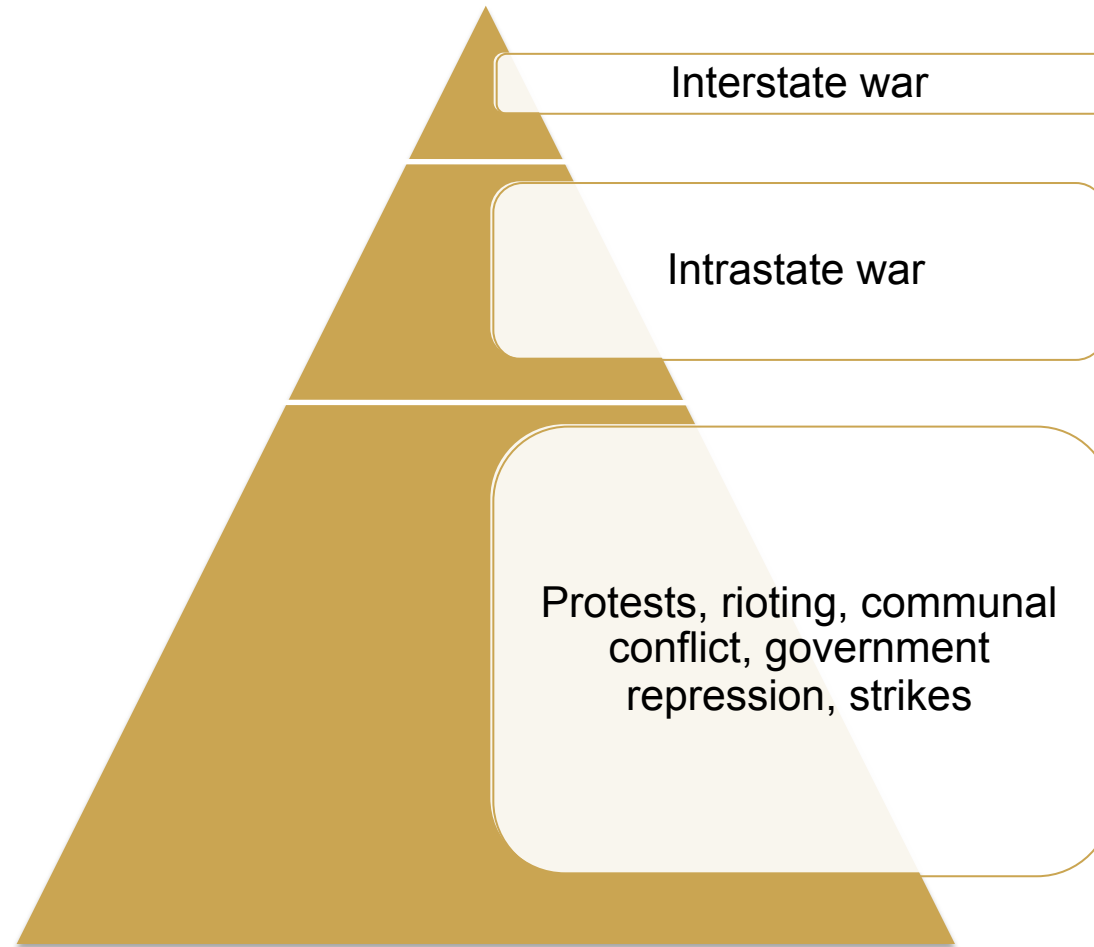 Interstate war
Intrastate war
Protests, rioting, communal
conflict, government
repression, strikes